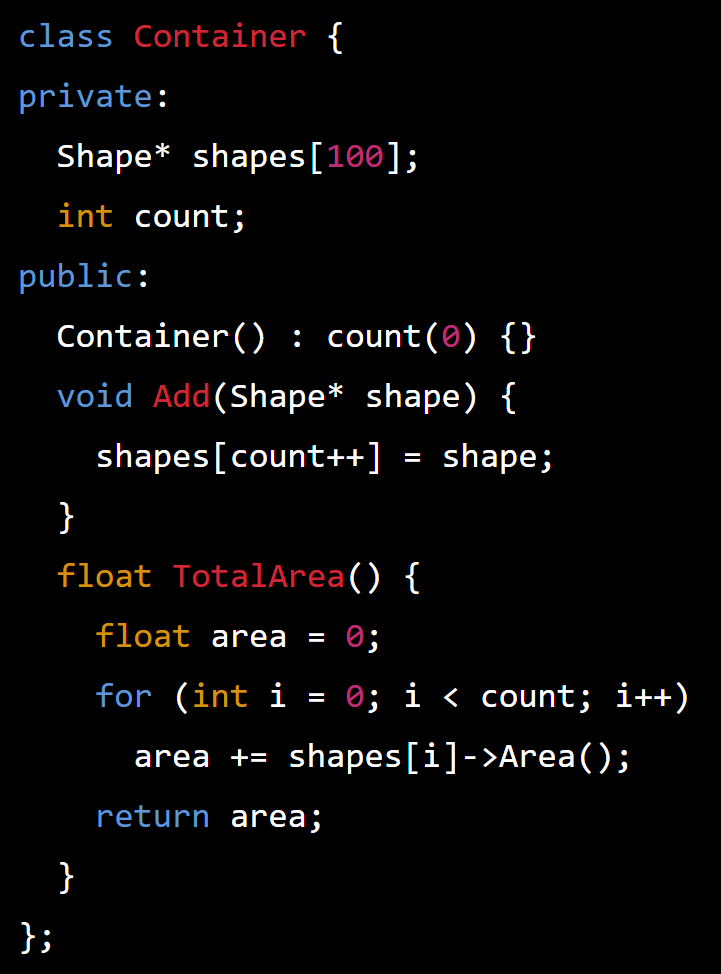 class Container {
private:
  Shape* shapes[100];
  int count;
public:
  Container() : count(0) {}
  void Add(Shape* shape) {
    shapes[count++] = shape;
  }
  float TotalArea() {
    float area = 0;
    for (int i = 0; i < count; i++)
      area += shapes[i]->Area();
    return area;
  }
};